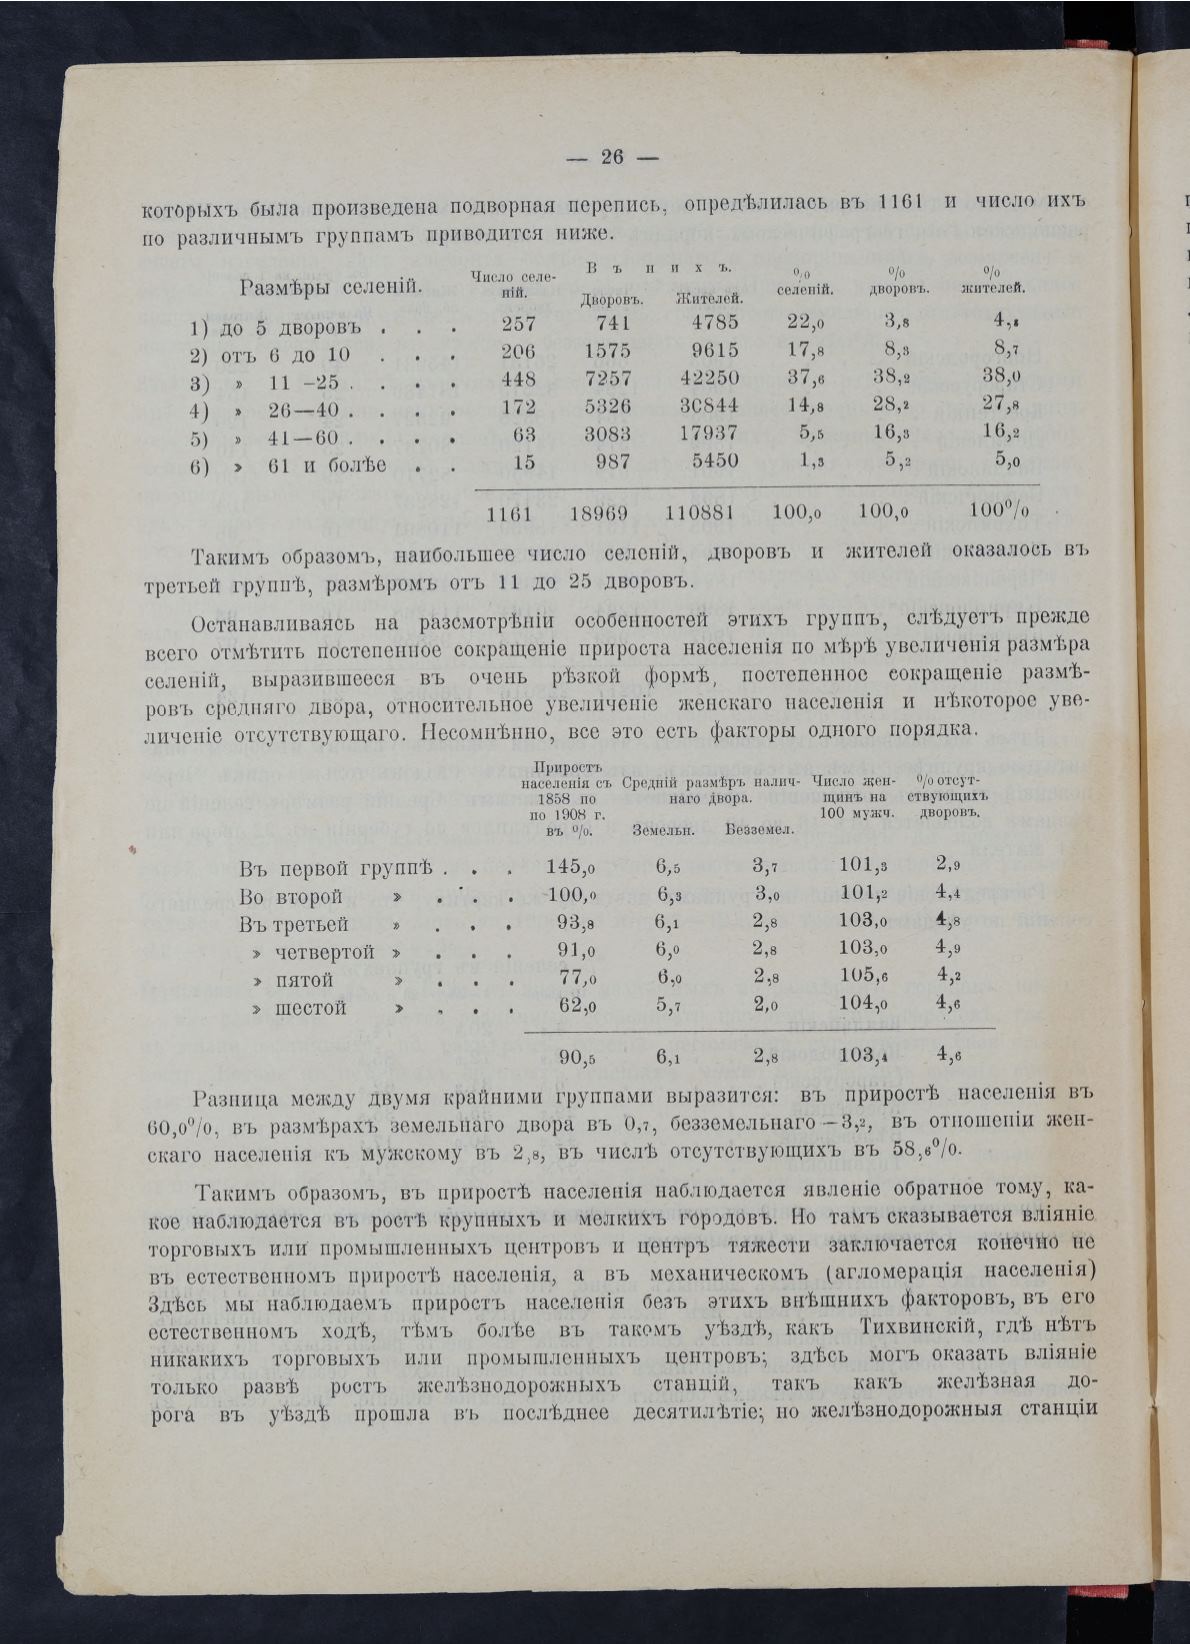 — 26 —
которыхъ была произведена подворная перепись, опредѣлилась въ 1161 и число ихъ
по различнымъ группамъ приводится ниже.
Размѣры селеній. Число селе- Въ нихъ. % % %
ній. Дворовъ. Жителей. селеній. дворовъ. жителей.
1) до 5 дворовъ . . . 257 741 4785 22,0 3,8 4,8
2) отъ 6 до 10 . . . 206 1575 9615 17,8 8,3 8,7
3) » 11 —25 . . . . 448 7257 42250 37,6 38,2 38,0
4) » 26—40 . . . . 172 5326 30844 14,8 28,2 27,8
5) » 41—60 . . . . 63 3083 17937 5,5 16,3 16,2
6) » 61 и болѣе . . 15 987 5450 1,3 5,2 5,0
1161 18969 110881 100,0 100,0 100%
Такимъ образомъ, наибольшее число селеній, дворовъ и жителей оказалось въ
третьей группѣ, размѣромъ отъ 11 до 25 дворовъ.
Останавливаясь на разсмотрѣніи особенностей этихъ группъ, слѣдуетъ прежде
всего отмѣтить постепенное сокращеніе прироста населенія по мѣрѣ увеличенія размѣра
селеній, выразившееся въ очень рѣзкой формѣ, постепенное сокращеніе размѣ-
ровъ средняго двора, относительное увеличеніе женскаго населенія и нѣкоторое уве-
личеніе отсутствующаго. Несомнѣнно, все это есть факторы одного порядка.
Приростъ
населенія съ Средній размѣръ налич- Число жен- % отсут-
1858 по наго двора. щинъ на ствующихъ
по 1908 г. 100 мужч. дворовъ.
въ %. Земельн. Безземел.
Въ первой группѣ . . . 145,0 6,5 3,7 101,3 2,9
Во второй » . . . 100,0 6,3 3,0 101,2 4,4
Въ третьей » . . . 93,8 6,1 2,8 103,0 4,8
» четвертой » . . . 91,0 6,0 2,8 103,0 4,9
» пятой » . . . 77,0 6,0 2,8 105,6 4,2
» шестой » . . . 62,0 5,7 2,0 104,0 4,6
90,5 6,1 2,8 103,4 4,6
Разница между двумя крайними группами выразится: въ приростѣ населенія въ
60,0%, въ размѣрахъ земельнаго двора въ 0,7, безземельнаго — 3,2, въ отношеніи жен-
скаго населенія къ мужскому въ 2,8, въ числѣ отсутствующихъ въ 58,6%.
Такимъ образомъ, въ приростѣ населенія наблюдается явленіе обратное тому, ка-
кое наблюдается въ ростѣ крупныхъ и мелкихъ городовъ. Но тамъ сказывается вліяніе
торговыхъ или промышленныхъ центровъ и центръ тяжести заключается конечно не
въ естественномъ приростѣ населенія, а въ механическомъ (агломерація населенія)
Здѣсь мы наблюдаемъ приростъ населенія безъ этихъ внѣшнихъ факторовъ, въ его
естественномъ ходѣ, тѣмъ болѣе въ такомъ уѣздѣ, какъ Тихвинскій, гдѣ нѣтъ
никакихъ торговыхъ или промышленныхъ центровъ; здѣсь могъ оказать вліяніе
только развѣ ростъ желѣзнодорожныхъ станцій, такъ какъ желѣзная до-
рога въ уѣздѣ прошла въ послѣднее десятилѣтіе; но желѣзнодорожныя станціи